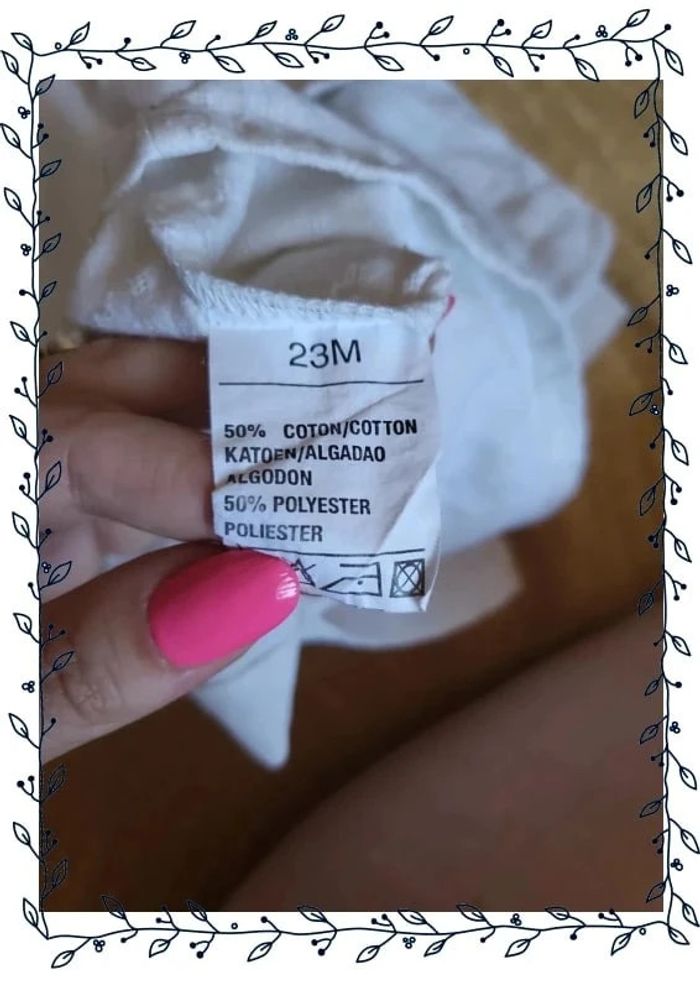 23M
50% COTON/COTTON
KATOEN/ALGADAO
ALGODON
50% POLYESTER
POLIESTER